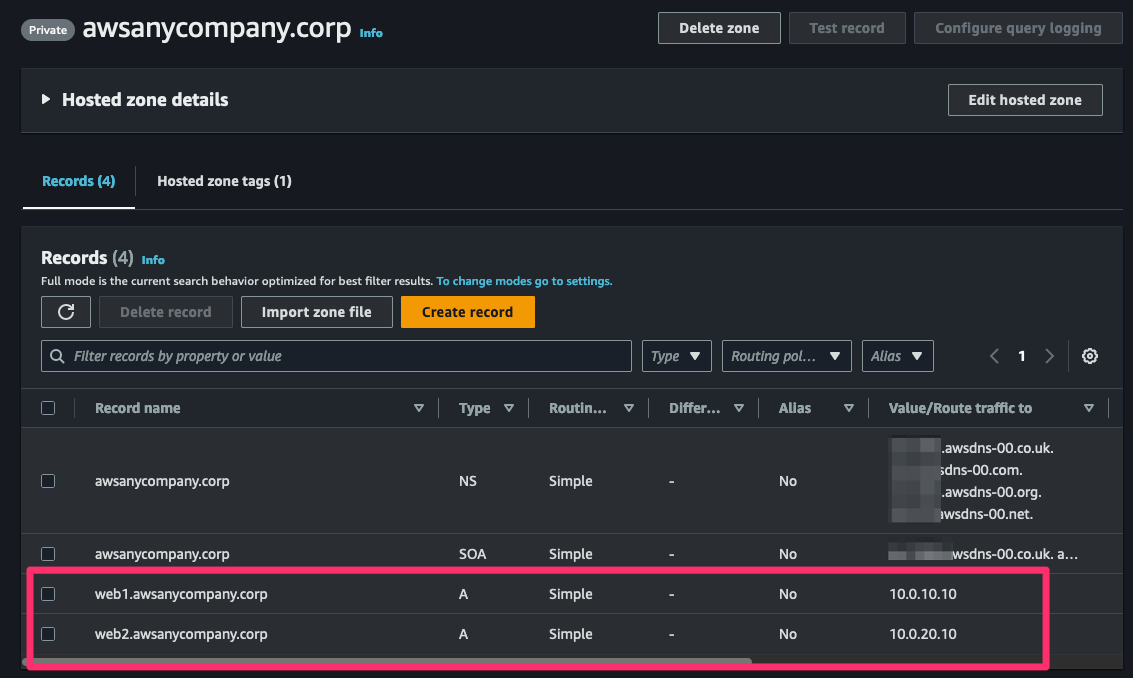 Private awsanycompany.corp Info Delete zone Test record Configure query logging
Hosted zone details Edit hosted zone
Records (4) Hosted zone tags (1)
Records (4) Info
Full mode is the current search behavior optimized for best filter results. To change modes go to settings.
Delete record Import zone file Create record
Filter records by property or value Type Routing pol... Alias 1
Record name Type Routin... Differ... Alias Value/Route traffic to
.awsdns-00.co.uk.
sdns-00.com.
awsanycompany.corp NS Simple - No
.awsdns-00.org.
awsdns-00.net.
awsanycompany.corp SOA Simple - No wsdns-00.co.uk. a...
web1.awsanycompany.corp A Simple - No 10.0.10.10
web2.awsanycompany.corp A Simple - No 10.0.20.10